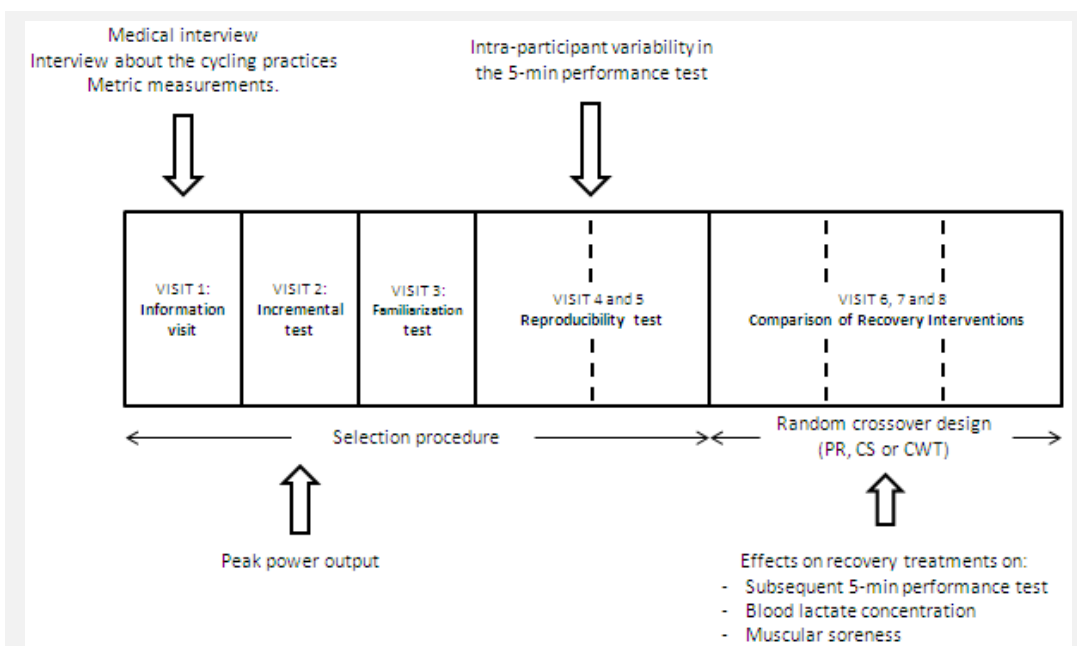 Medical interview
Interview about the cycling practices
Metric measurements.
Intra-participant variability in
the 5-min performance test
VISIT 1:
Information
visit
VISIT 2:
Incremental
test
VISIT 3:
Familiarization
test
VISIT 4 and 5
Reproducibility test
VISIT 6, 7 and 8
Comparison of Recovery Interventions
Selection procedure
Random crossover design
(PR, CS or CWT)
Peak power output
Effects on recovery treatments on:
- Subsequent 5-min performance test
- Blood lactate concentration
- Muscular soreness